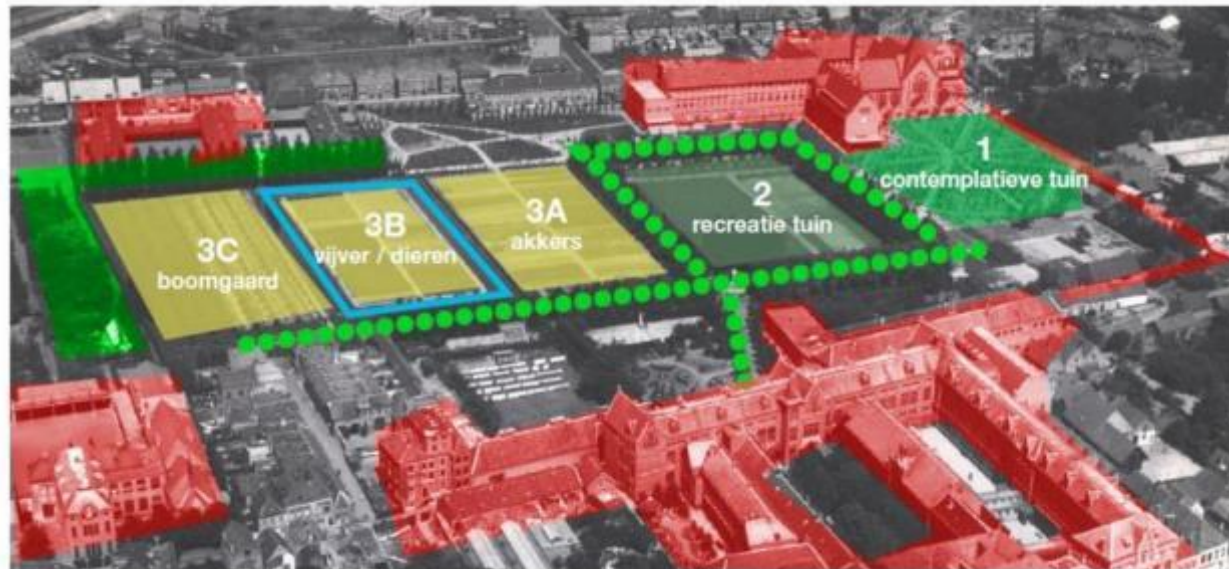 1
contemplatieve tuin
2
recreatie tuin
3A
akkers
3B
vijver / dieren
3C
boomgaard